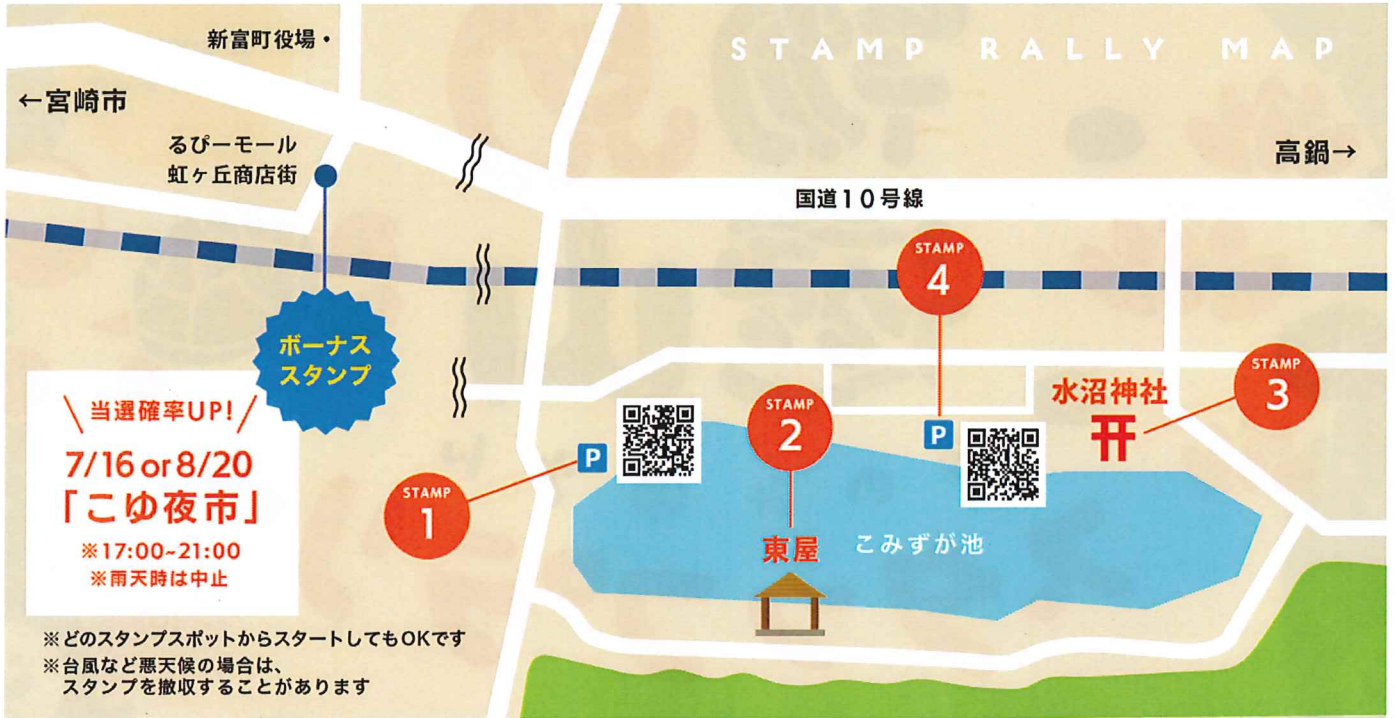 STAMP RALLY MAP
新富町役場・
←宮崎市
るぴーモール
虹ヶ丘商店街
高鍋→
国道10号線
STAMP
4
ボーナス
スタンプ
STAMP
3
水沼神社
STAMP
2
P
P
当選確率UP!
7/16 or 8/20
「こゆ夜市」
※17:00~21:00
※雨天時は中止
STAMP
1
東屋
こみずが池
※どのスタンプスポットからスタートしてもOKです
※台風など悪天候の場合は、
スタンプを撤収することがあります